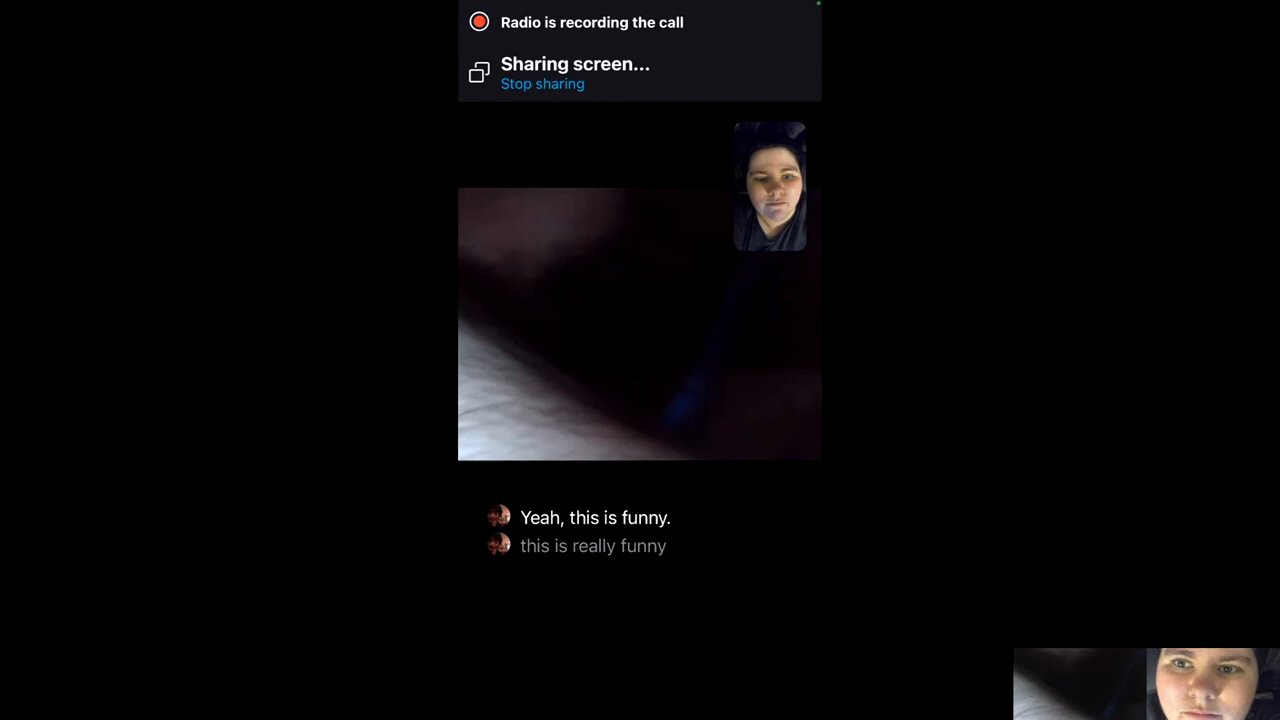 Radio is recording the call
Sharing screen...
Stop sharing
Yeah, this is funny.
this is really funny